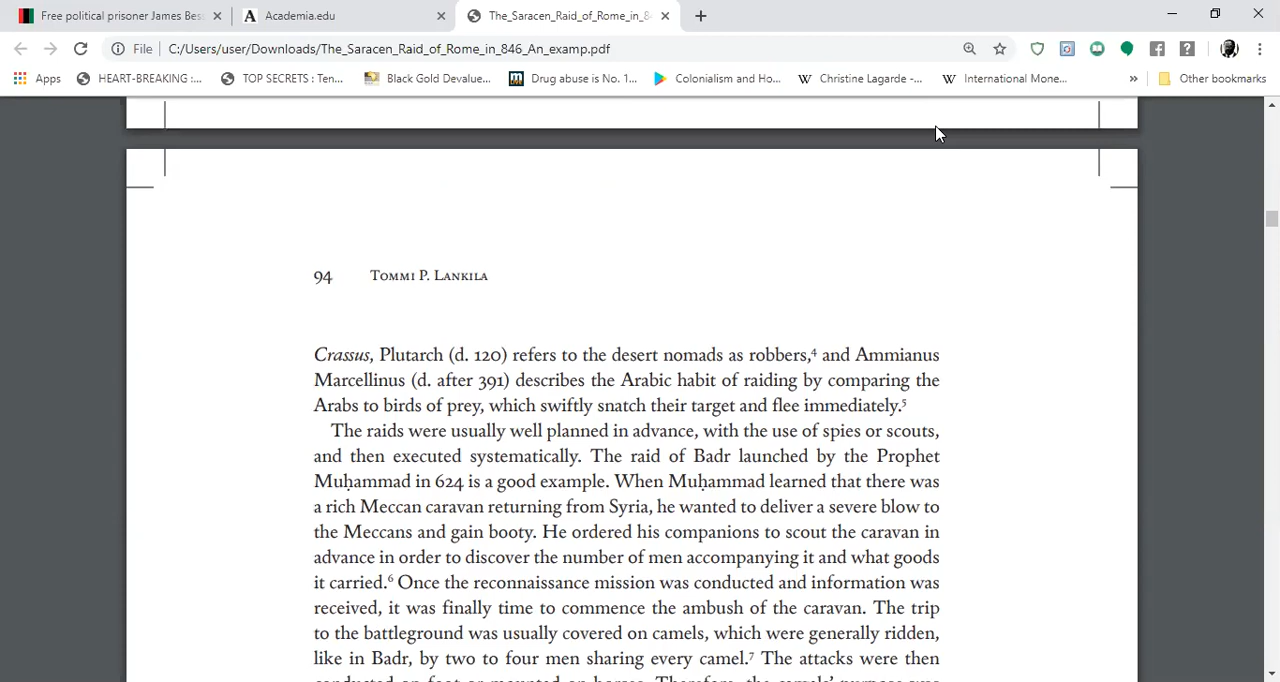 Free political prisoner James Bes
Academia.edu
The_Saracen_Raid_of_Rome_in_8
File C:/Users/user/Downloads/The_Saracen_Raid_of_Rome_in_846_An_examp.pdf
Apps HEART-BREAKING :... TOP SECRETS : Ten... Black Gold Devalue... Drug abuse is No. 1... Colonialism and Ho... Christine Lagarde -... International Mone... » Other bookmarks
94 Tommi P. Lankila
Crassus, Plutarch (d. 120) refers to the desert nomads as robbers,⁴ and Ammianus
Marcellinus (d. after 391) describes the Arabic habit of raiding by comparing the
Arabs to birds of prey, which swiftly snatch their target and flee immediately.⁵
The raids were usually well planned in advance, with the use of spies or scouts,
and then executed systematically. The raid of Badr launched by the Prophet
Muḥammad in 624 is a good example. When Muḥammad learned that there was
a rich Meccan caravan returning from Syria, he wanted to deliver a severe blow to
the Meccans and gain booty. He ordered his companions to scout the caravan in
advance in order to discover the number of men accompanying it and what goods
it carried.⁶ Once the reconnaissance mission was conducted and information was
received, it was finally time to commence the ambush of the caravan. The trip
to the battleground was usually covered on camels, which were generally ridden,
like in Badr, by two to four men sharing every camel.⁷ The attacks were then